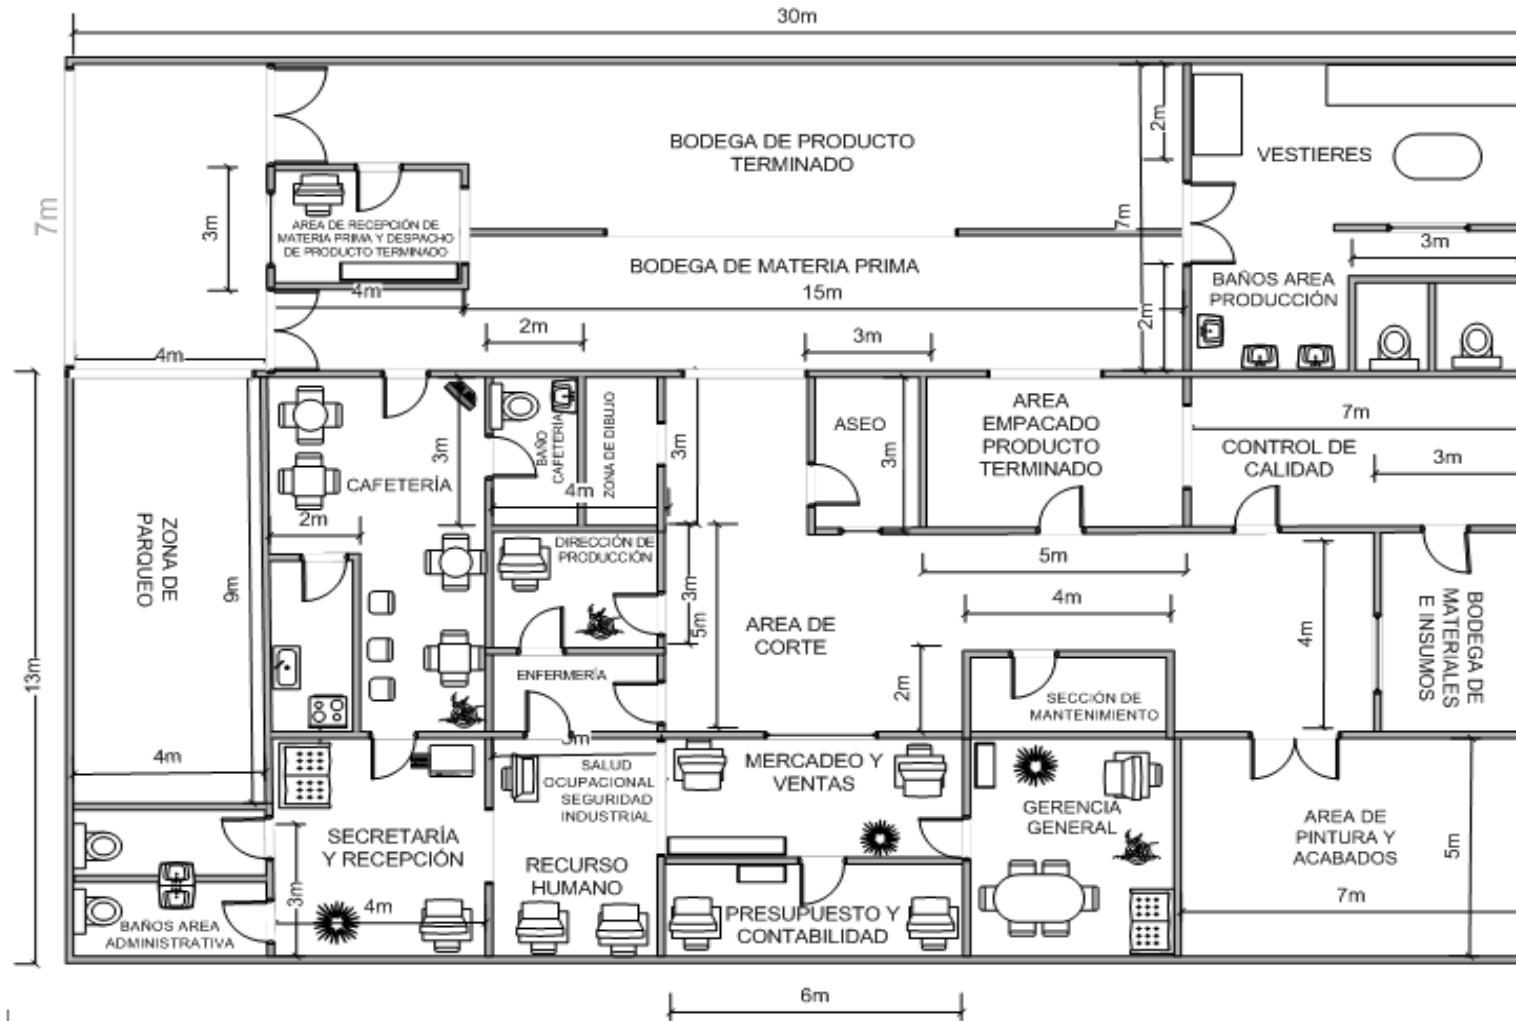 30m
BODEGA DE PRODUCTO
TERMINADO
2m
VESTIERES
7m
3m
AREA DE RECEPCIÓN DE
MATERIA PRIMA Y DESPACHO
DE PRODUCTO TERMINADO
7m
3m
BODEGA DE MATERIA PRIMA
4m
15m
2m
BAÑOS AREA
PRODUCCIÓN
2m
3m
4m
CAFETERÍA
3m
BAÑO
CAFETERÍA
ZONA DE DIBUJO
4m
3m
ASEO
3m
AREA
EMPACADO
PRODUCTO
TERMINADO
7m
CONTROL DE
CALIDAD
3m
2m
ZONA DE
PARQUEO
9m
13m
DIRECCIÓN DE
PRODUCCIÓN
3m
5m
5m
4m
AREA DE
CORTE
4m
BODEGA DE
MATERIALES
E INSUMOS
ENFERMERÍA
2m
SECCIÓN DE
MANTENIMIENTO
4m
3m
SALUD
OCUPACIONAL
SEGURIDAD
INDUSTRIAL
MERCADEO Y
VENTAS
GERENCIA
GENERAL
AREA DE
PINTURA Y
ACABADOS
5m
SECRETARÍA
Y RECEPCIÓN
RECURSO
HUMANO
3m
4m
BAÑOS AREA
ADMINISTRATIVA
PRESUPUESTO Y
CONTABILIDAD
7m
6m